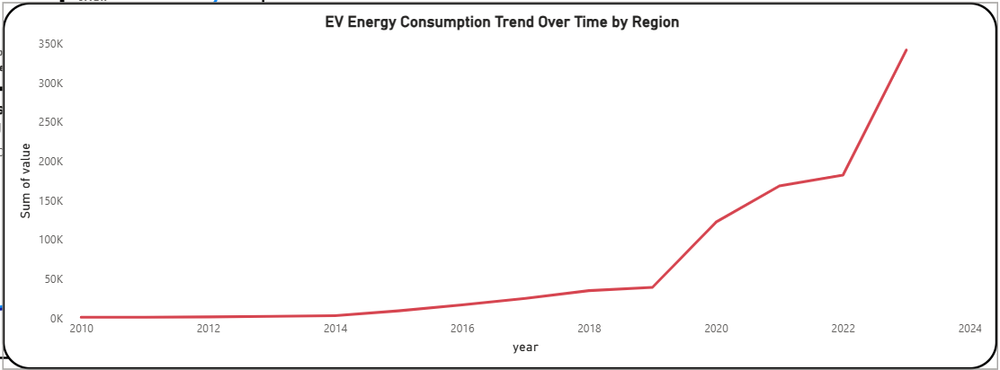 EV Energy Consumption Trend Over Time by Region
350K
300K
250K
200K
150K
100K
50K
0K
Sum of value
2010 2012 2014 2016 2018 2020 2022 2024
year